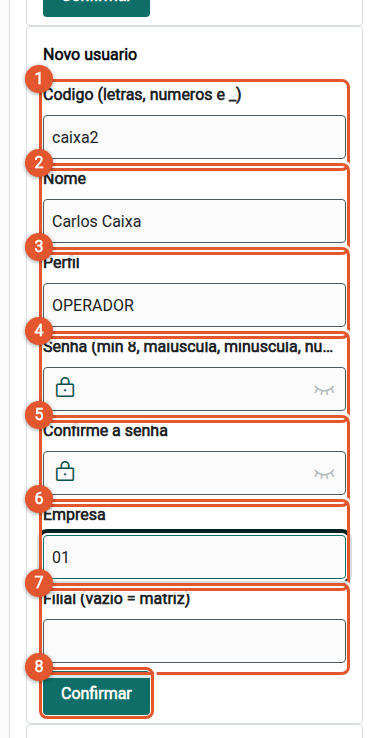 Confirmar
Novo usuario
1
Codigo (letras, numeros e _)
caixa2
2
Nome
Carlos Caixa
3
Perfil
OPERADOR
4
Senha (min 8, maiuscula, minuscula, nu...
5
Confirme a senha
6
Empresa
01
7
Filial (vazio = matriz)
8
Confirmar